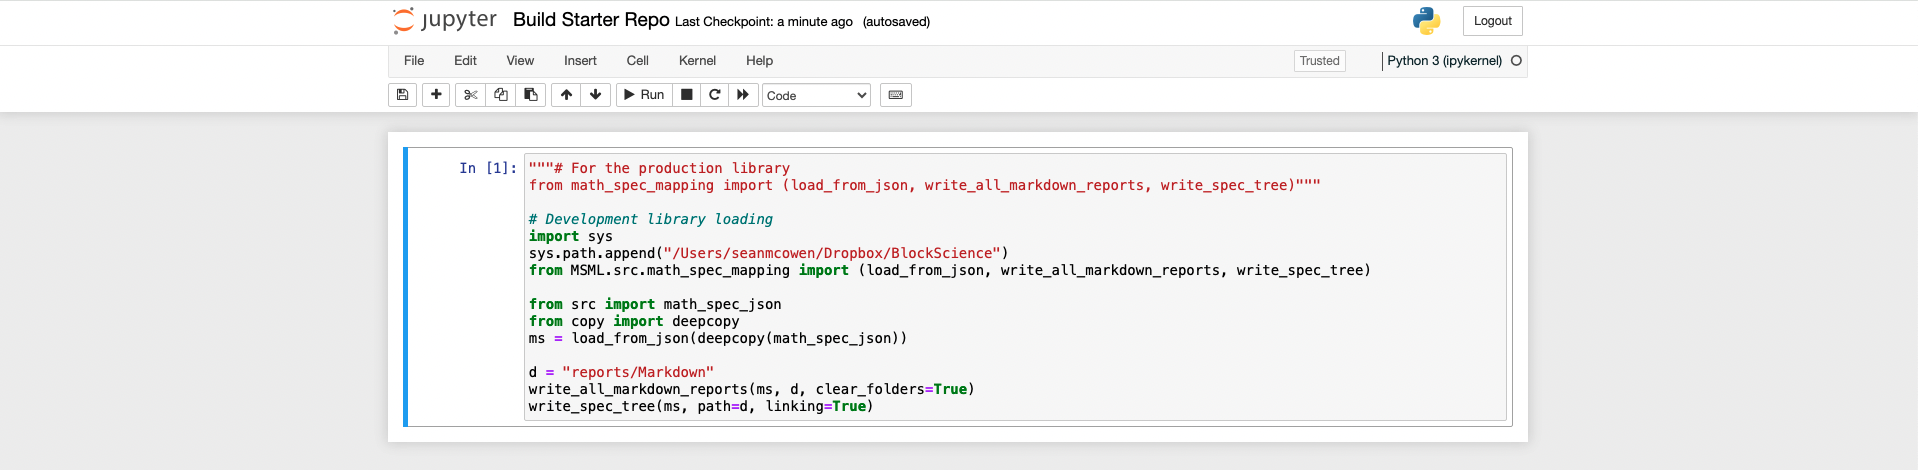 jupyter Build Starter Repo Last Checkpoint: a minute ago (autosaved)
Logout
File Edit View Insert Cell Kernel Help
Trusted
Python 3 (ipykernel)
Run
Code
In [1]:
"""# For the production library
from math_spec_mapping import (load_from_json, write_all_markdown_reports, write_spec_tree)"""
# Development library loading
import sys
sys.path.append("/Users/seanmcowen/Dropbox/BlockScience")
from MSML.src.math_spec_mapping import (load_from_json, write_all_markdown_reports, write_spec_tree)
from src import math_spec_json
from copy import deepcopy
ms = load_from_json(deepcopy(math_spec_json))
d = "reports/Markdown"
write_all_markdown_reports(ms, d, clear_folders=True)
write_spec_tree(ms, path=d, linking=True)